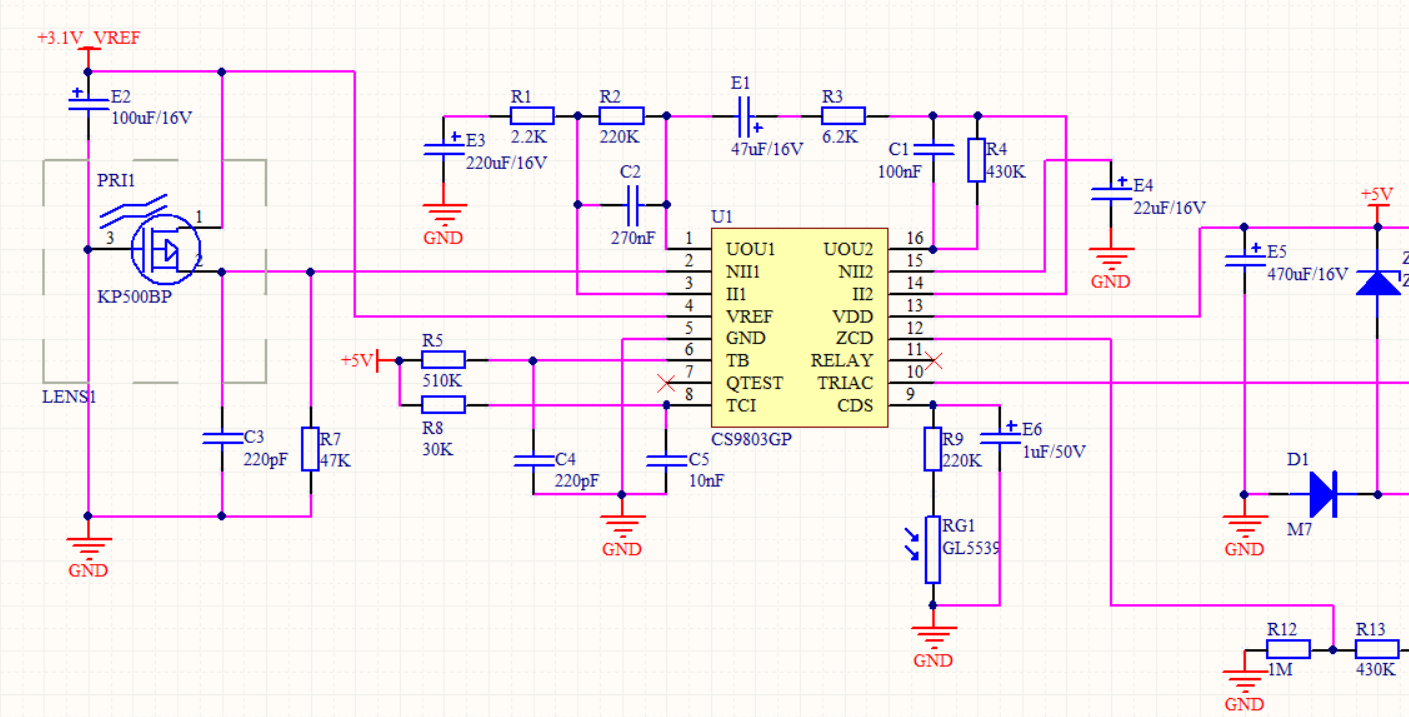 +3.1V_VREF
E2
100uF/16V
PRI1
1
3
2
KP500BP
LENS1
C3
220pF
R7
47K
GND
E3
220uF/16V
GND
R1
2.2K
R2
220K
C2
270nF
E1
47uF/16V
R3
6.2K
C1
100nF
R4
430K
E4
22uF/16V
GND
U1
1 UOU1 UOU2 16
2 NII1 NII2 15
3 II1 II2 14
4 VREF VDD 13
5 GND ZCD 12
6 TB RELAY 11
7 QTEST TRIAC 10
8 TCI CDS 9
CS9803GP
+5V
R5
510K
R8
30K
C4
220pF
C5
10nF
GND
R9
220K
E6
1uF/50V
RG1
GL5539
GND
+5V
E5
470uF/16V
Z
Z
D1
M7
GND
R12
1M
R13
430K
GND